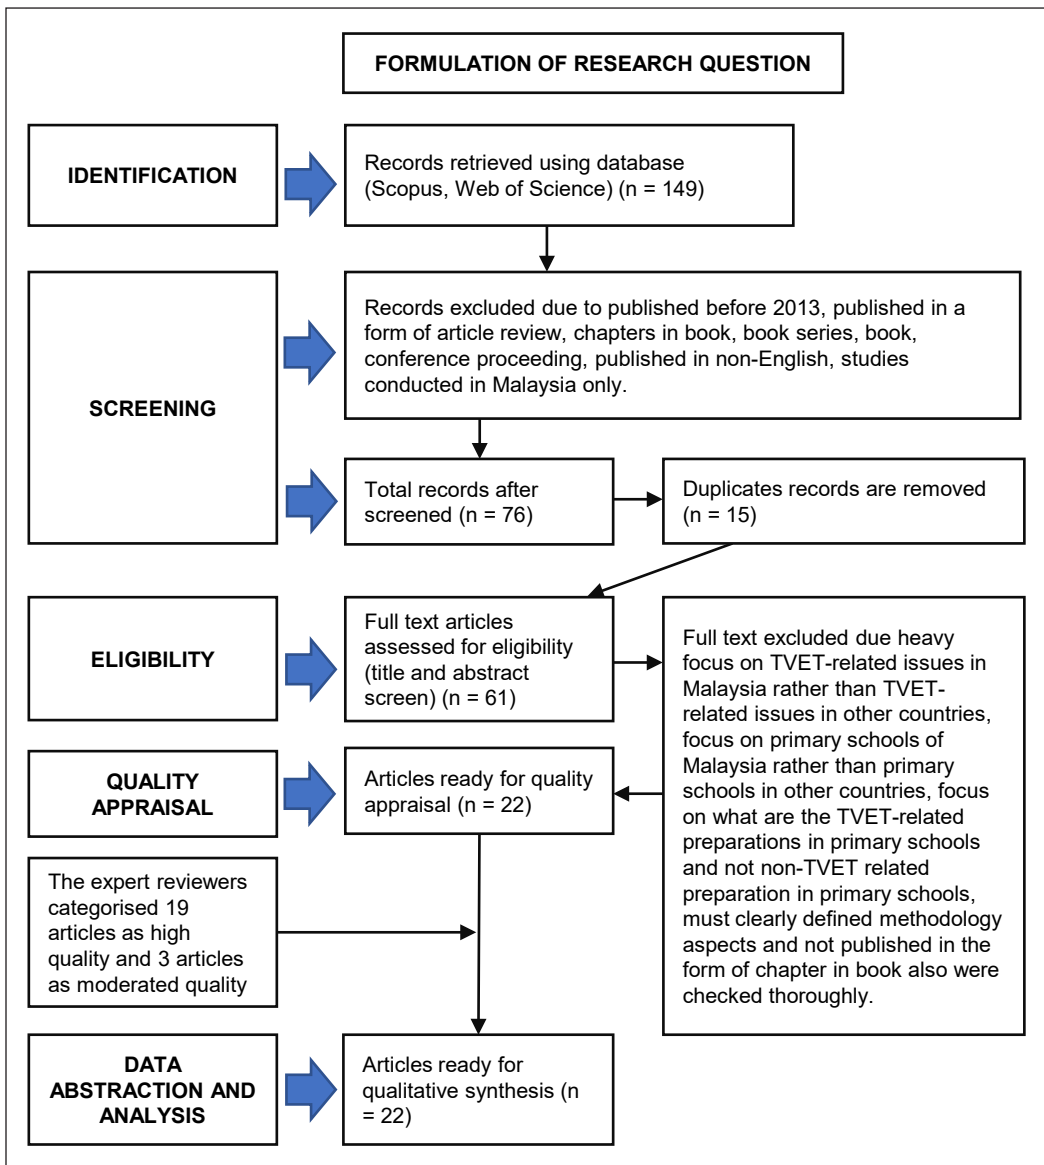 FORMULATION OF RESEARCH QUESTION
IDENTIFICATION
Records retrieved using database
(Scopus, Web of Science) (n = 149)
SCREENING
Records excluded due to published before 2013, published in a
form of article review, chapters in book, book series, book,
conference proceeding, published in non-English, studies
conducted in Malaysia only.
Total records after
screened (n = 76)
Duplicates records are removed
(n = 15)
ELIGIBILITY
Full text articles
assessed for eligibility
(title and abstract
screen) (n = 61)
Full text excluded due heavy
focus on TVET-related issues in
Malaysia rather than TVET-
related issues in other countries,
focus on primary schools of
Malaysia rather than primary
schools in other countries, focus
on what are the TVET-related
preparations in primary schools
and not non-TVET related
preparation in primary schools,
must clearly defined methodology
aspects and not published in the
form of chapter in book also were
checked thoroughly.
QUALITY
APPRAISAL
Articles ready for quality
appraisal (n = 22)
The expert reviewers
categorised 19
articles as high
quality and 3 articles
as moderated quality
DATA
ABSTRACTION AND
ANALYSIS
Articles ready for
qualitative synthesis (n
= 22)